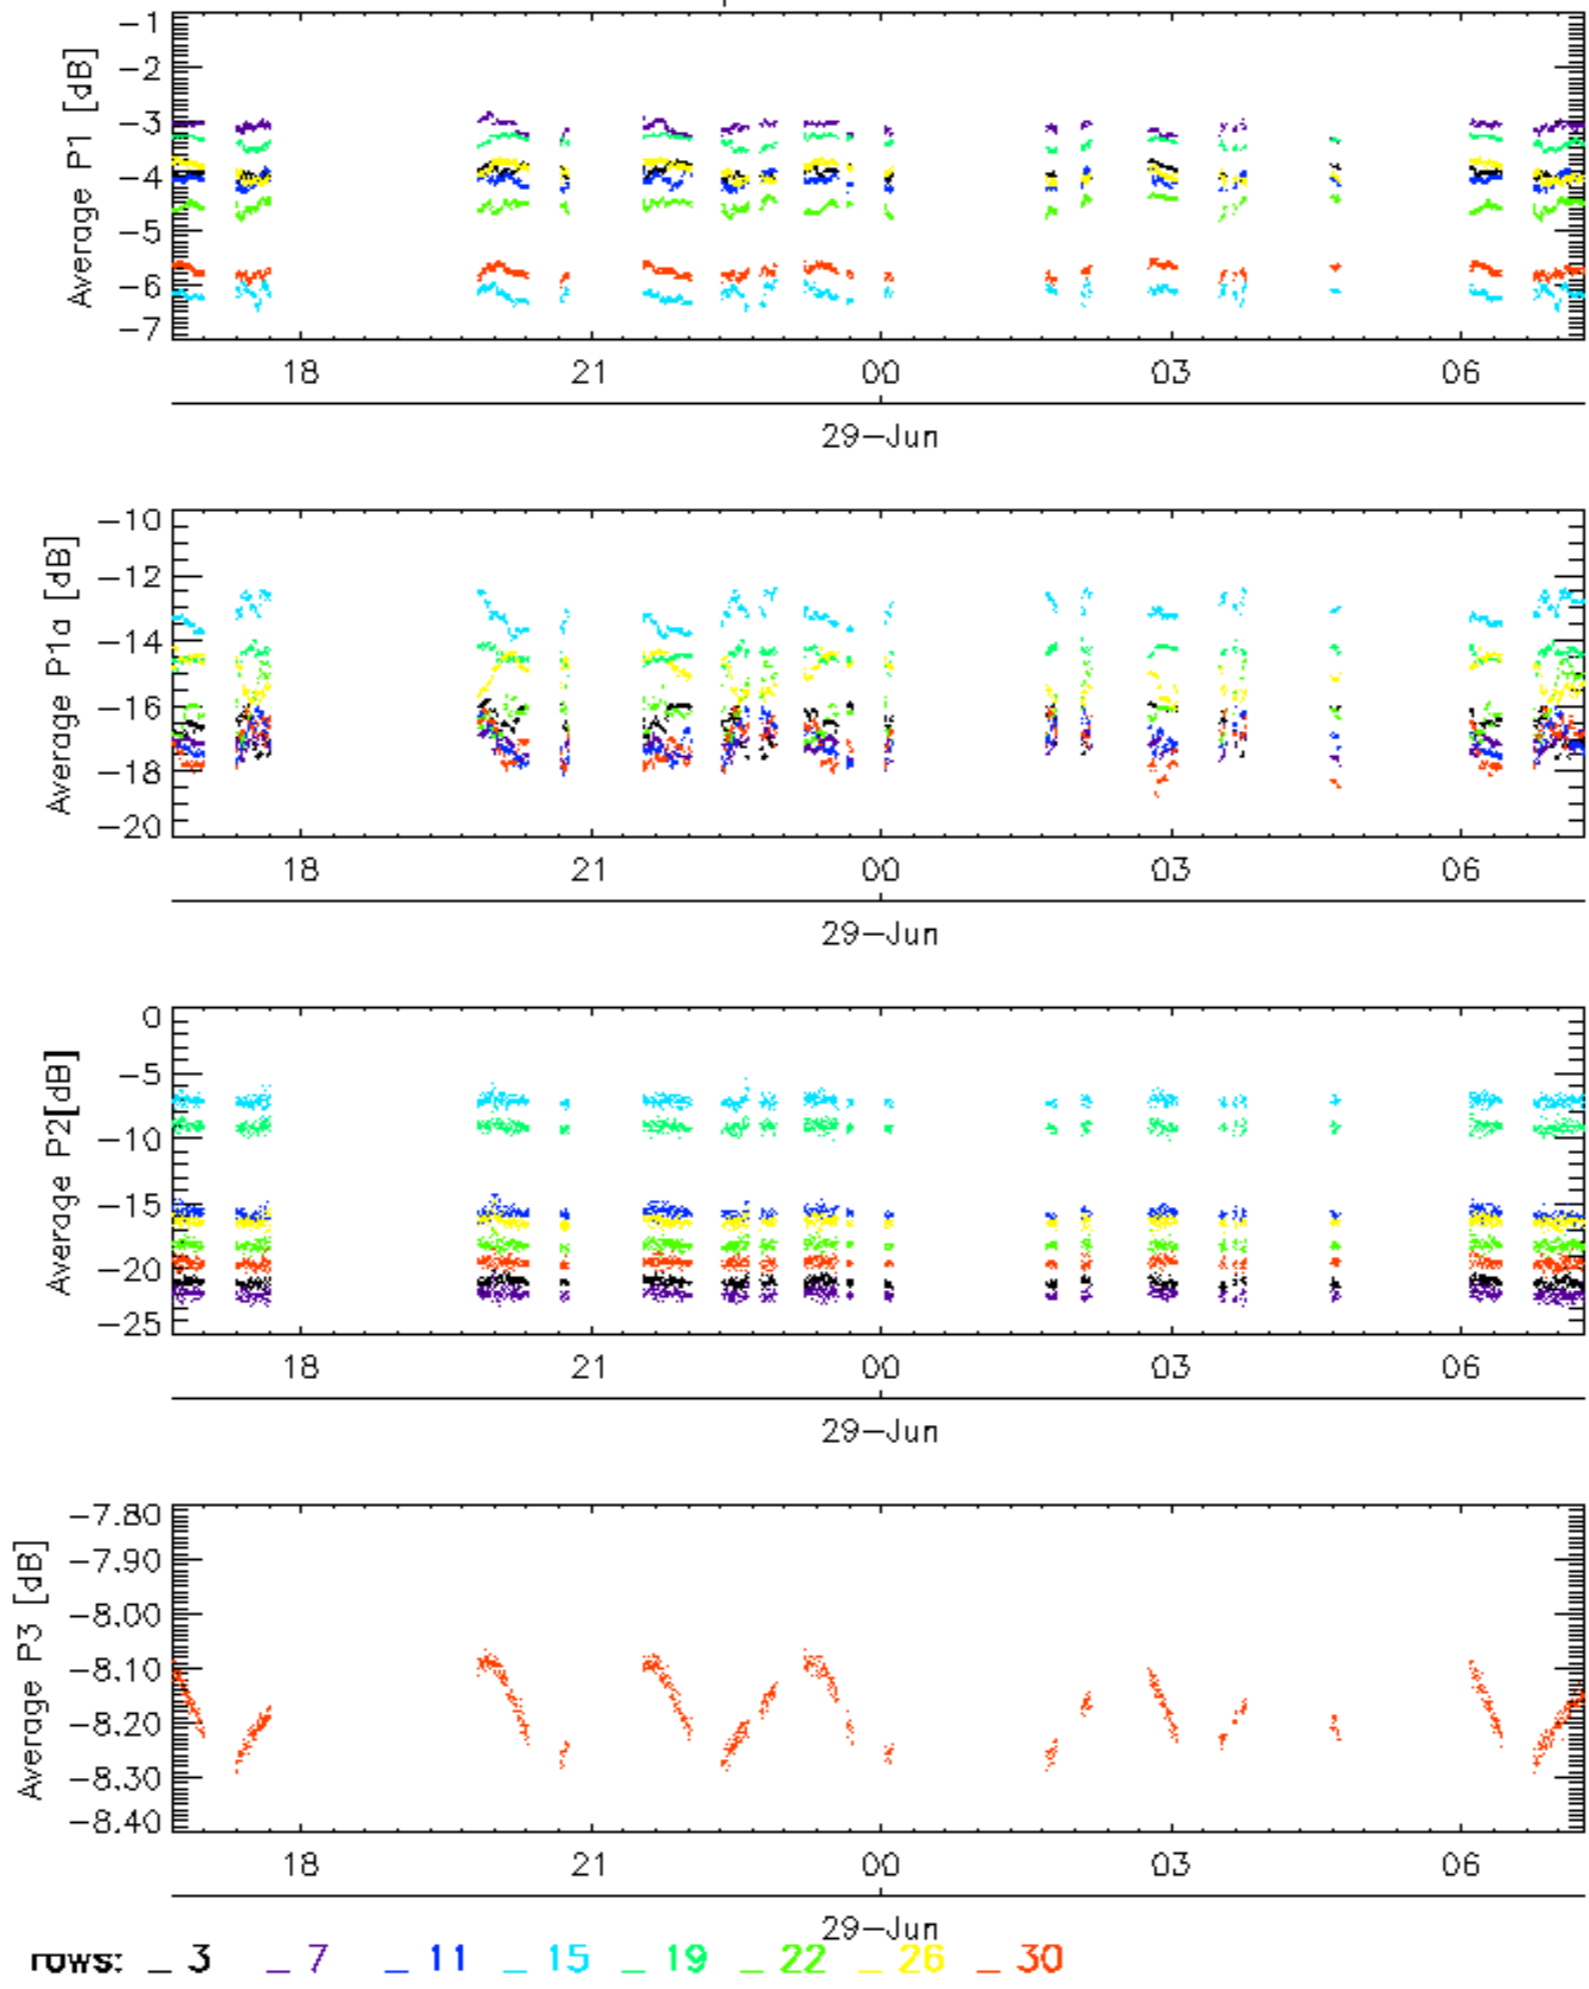 Average P1 [dB]
-1
-2
-3
-4
-5
-6
-7
18 21 00 03 06
29-Jun
Average P1a [dB]
-10
-12
-14
-16
-18
-20
18 21 00 03 06
29-Jun
Average P2[dB]
0
-5
-10
-15
-20
-25
18 21 00 03 06
29-Jun
Average P3 [dB]
-7.80
-7.90
-8.00
-8.10
-8.20
-8.30
-8.40
18 21 00 03 06
29-Jun
rows: _ 3 _ 7 _ 11 _ 15 _ 19 _ 22 _ 26 _ 30